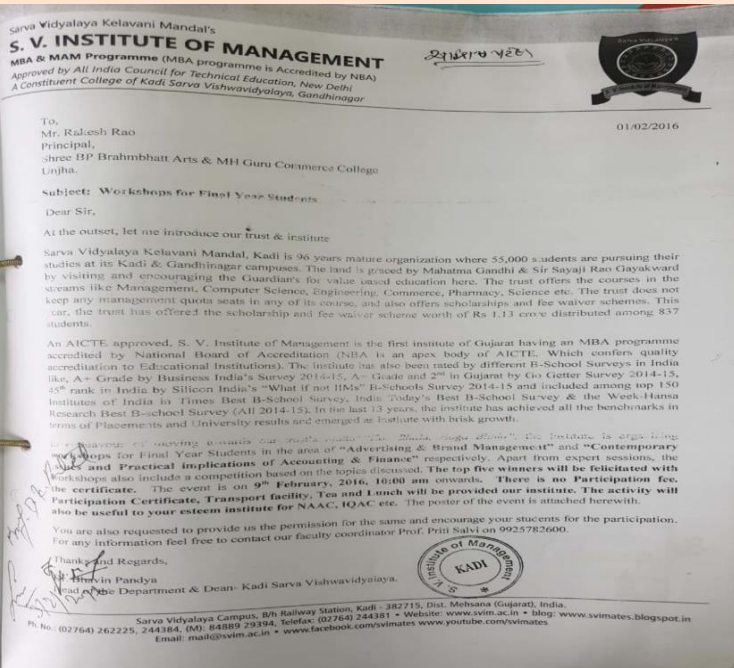 Sarva Vidyalaya Kelavani Mandal's
S. V. INSTITUTE OF MANAGEMENT
MBA & MAM Programme (MBA programme is Accredited by NBA)
Approved by All India Council for Technical Education, New Delhi
A Constituent College of Kadi Sarva Vishwavidyalaya, Gandhinagar
To,
01/02/2016
Mr. Rakesh Rao
Principal,
Shree BP Brahmbhatt Arts & MH Guru Commerce College
Unjha.
Subject: Workshops for Final Year Students
Dear Sir,
At the outset, let me introduce our trust & institute
Sarva Vidyalaya Kelavani Mandal, Kadi is 96 years mature organization where 55,000 students are pursuing their
studies at its Kadi & Gandhinagar campuses. The land is graced by Mahatma Gandhi & Sir Sayaji Rao Gayakward
by visiting and encouraging the Guardian's for value based education here. The trust offers the courses in the
streams like Management, Computer Science, Engineering, Commerce, Pharmacy, Science etc. The trust does not
keep any management quota seats in any of its course, and also offers scholarships and fee waiver schemes. This
year, the trust has offered the scholarship and fee waiver scheme worth of Rs 1.13 crore distributed among 837
students.
An AICTE approved, S. V. Institute of Management is the first institute of Gujarat having an MBA programme
accredited by National Board of Accreditation (NBA is an apex body of AICTE. Which confers quality
accreditation to Educational Institutions). The Institute has also been rated by different B-School Surveys in India
like, A+ Grade by Business India's Survey 2014-15, A- Grade and 2nd in Gujarat by Go Getter Survey 2014-15,
45th rank in India by Silicon India's "What if not IIMs" B-Schools Survey 2014-15 and included among top 150
Institutes of India in Times Best B-School Survey, India Today's Best B-School Survey & the Week-Hansa
Research Best B-school Survey (All 2014-15). In the last 13 years, the institute has achieved all the benchmarks in
terms of Placements and University results and emerged as institute with brisk growth.
of moving towards our the Institute is organizing
workshops for Final Year Students in the area of "Advertising & Brand Management" and "Contemporary
Issues and Practical implications of Accounting & Finance" respectively. Apart from expert sessions, the
workshops also include a competition based on the topics discussed. The top five winners will be felicitated with
the certificate. The event is on 9th February, 2016, 10:00 am onwards. There is no Participation fee.
Participation Certificate, Transport facility, Tea and Lunch will be provided our institute. The activity will
also be useful to your esteem institute for NAAC, IQAC etc. The poster of the event is attached herewith.
You are also requested to provide us the permission for the same and encourage your students for the participation.
For any information feel free to contact our faculty coordinator Prof. Priti Salvi on 9925782600.
Thanks and Regards,
Bhavin Pandya
Head of the Department & Dean- Kadi Sarva Vishwavidyalaya.
S. V. Institute of Management
KADI
Sarva Vidyalaya Campus, B/h Railway Station, Kadi - 382715, Dist. Mehsana (Gujarat), India.
Ph. No.: (02764) 262225, 244384, (M): 84889 29394, Telefax: (02764) 244381 • Website: www.svim.ac.in • blog: www.svimates.blogspot.in
Email: mail@svim.ac.in • www.facebook.com/svimates www.youtube.com/svimates